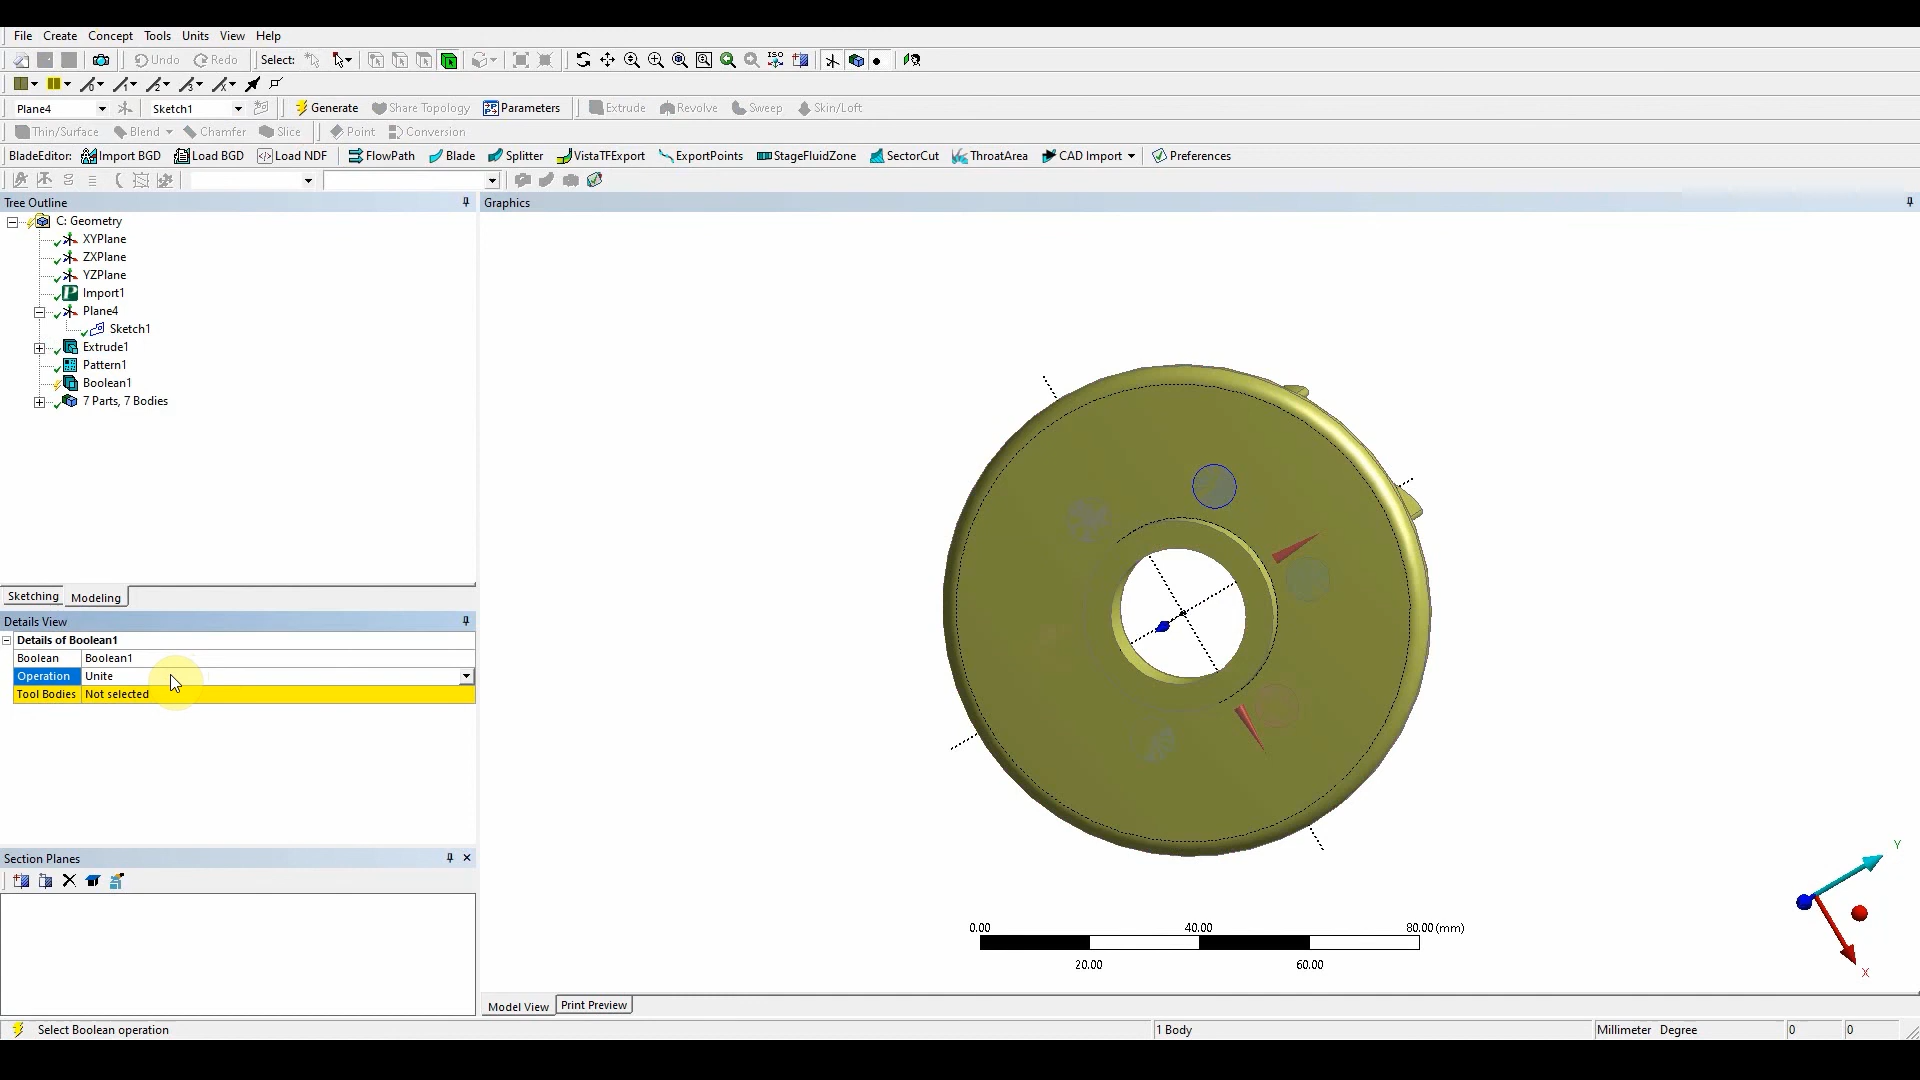 File Create Concept Tools Units View Help
Undo Redo Select: ISO
Plane4 Sketch1 Generate Share Topology Parameters Extrude Revolve Sweep Skin/Loft
Thin/Surface Blend Chamfer Slice Point Conversion
BladeEditor: Import BGD Load BGD Load NDF FlowPath Blade Splitter VistaTFExport ExportPoints StageFluidZone SectorCut ThroatArea CAD Import Preferences
Tree Outline
Graphics
C: Geometry
XYPlane
ZXPlane
YZPlane
Import1
Plane4
Sketch1
Extrude1
Pattern1
Boolean1
7 Parts, 7 Bodies
Sketching Modeling
Details View
Details of Boolean1
Boolean Boolean1
Operation Unite
Tool Bodies Not selected
Section Planes
Y
X
0.00 40.00 80.00 (mm)
20.00 60.00
Model View Print Preview
Select Boolean operation 1 Body Millimeter Degree 0 0